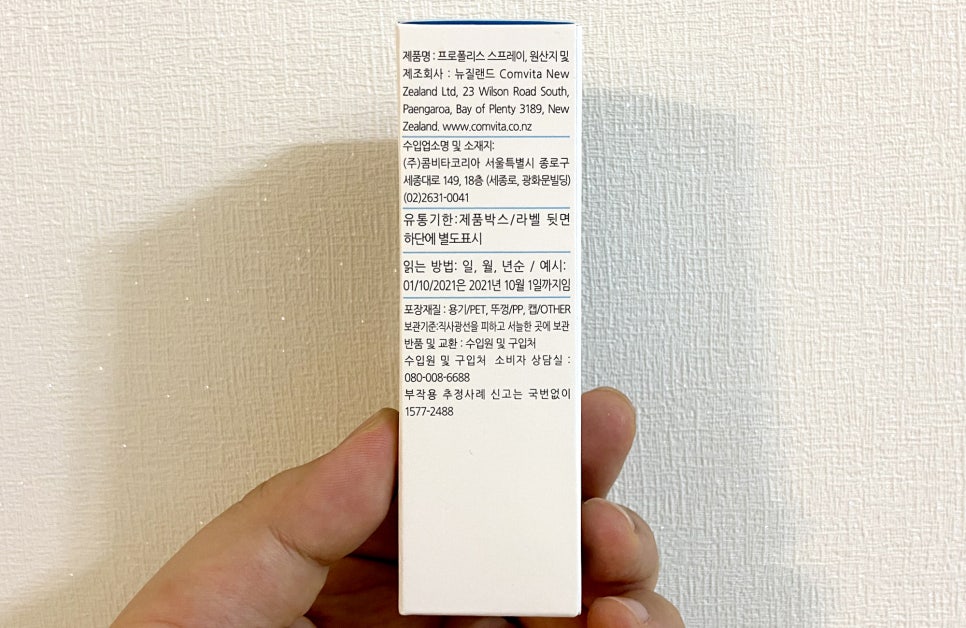 제품명 : 프로폴리스 스프레이, 원산지 및
제조회사 : 뉴질랜드 Comvita New
Zealand Ltd, 23 Wilson Road South,
Paengaroa, Bay of Plenty 3189, New
Zealand. www.comvita.co.nz
수입업소명 및 소재지:
(주)콤비타코리아 서울특별시 종로구
세종대로 149, 18층 (세종로, 광화문빌딩)
(02)2631-0041
유통기한:제품박스/라벨 뒷면
하단에 별도표시
읽는 방법: 일, 월, 년순 / 예시:
01/10/2021은 2021년 10월 1일까지임
포장재질 : 용기/PET, 뚜껑/PP, 캡/OTHER
보관기준:직사광선을 피하고 서늘한 곳에 보관
반품 및 교환 : 수입원 및 구입처
수입원 및 구입처 소비자 상담실 :
080-008-6688
부작용 추정사례 신고는 국번없이
1577-2488